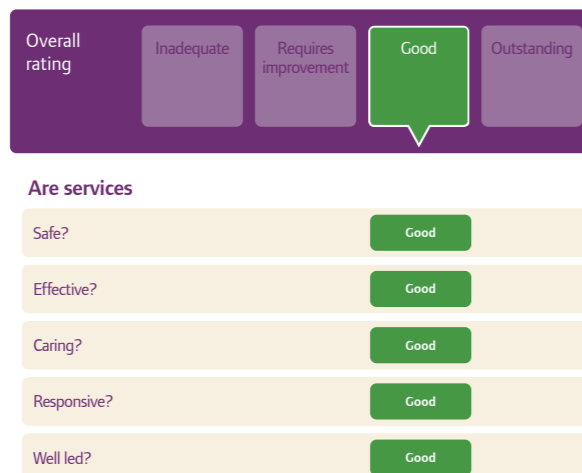 Overall
rating
Inadequate
Requires
improvement
Good
Outstanding
Are services
Safe? Good
Effective? Good
Caring? Good
Responsive? Good
Well led? Good